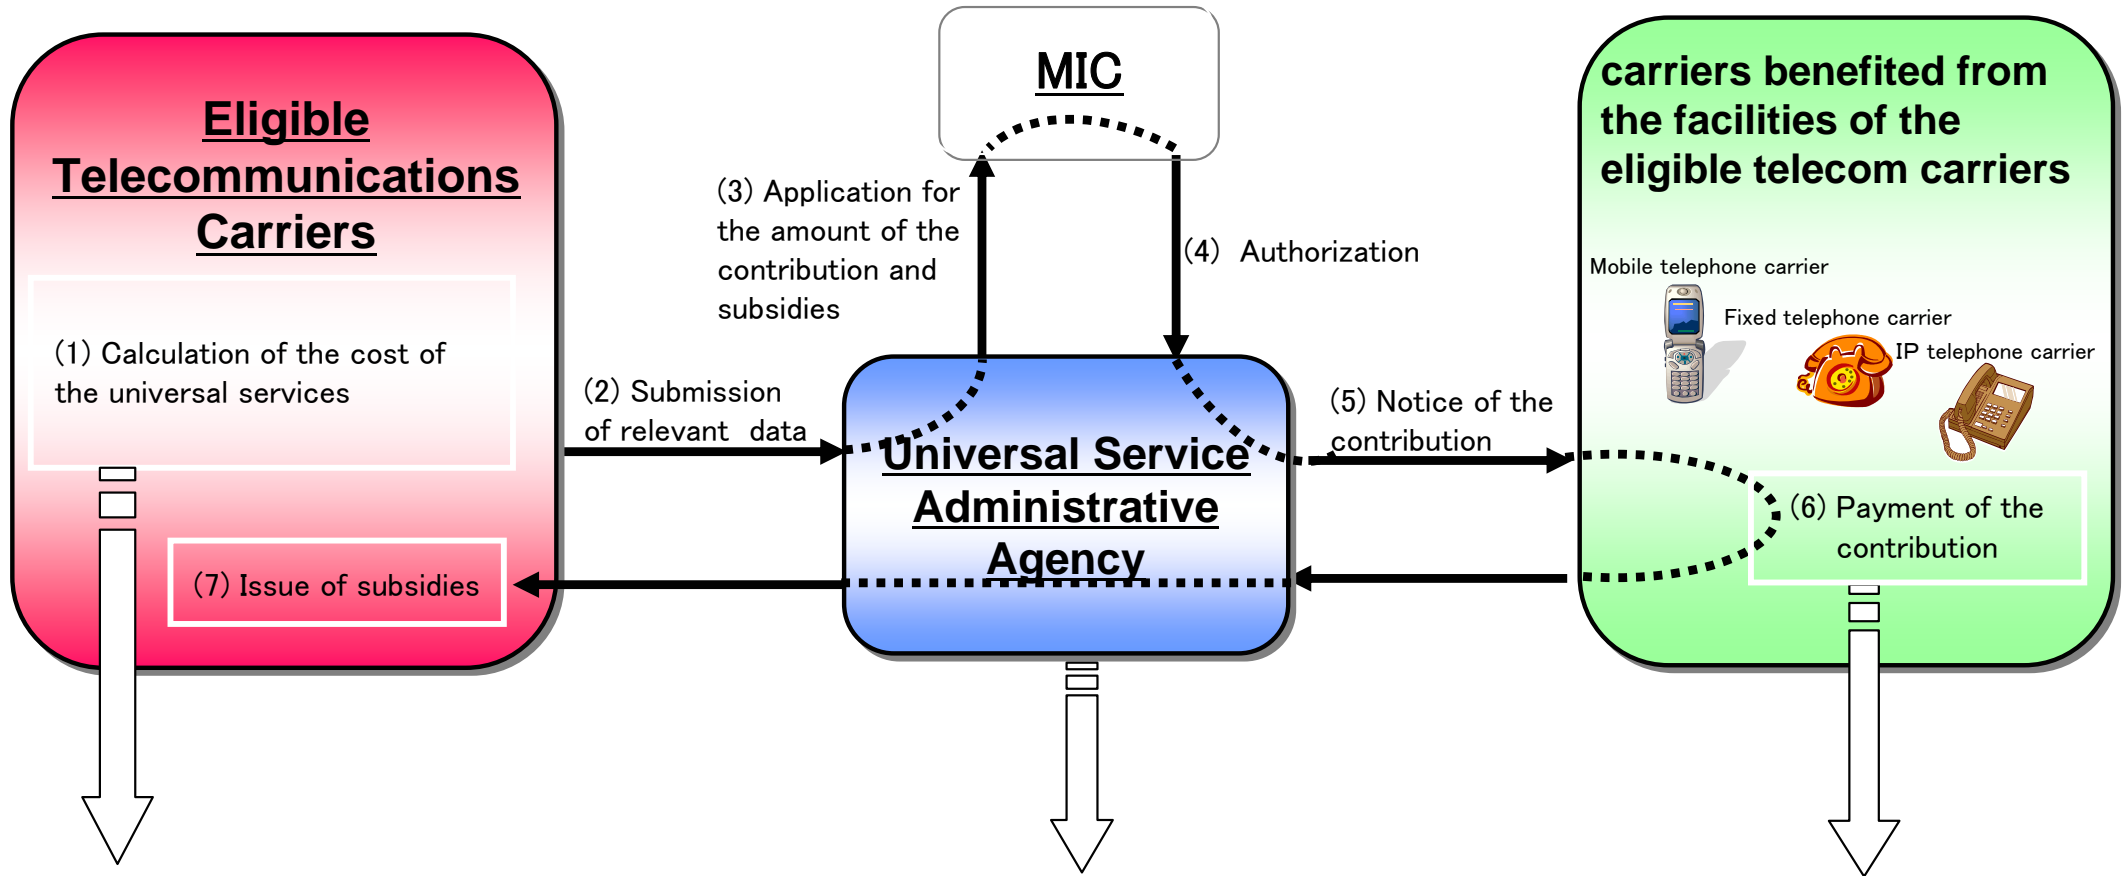 Eligible
Telecommunications
Carriers
(1) Calculation of the cost of
the universal services
(7) Issue of subsidies
(2) Submission
of relevant data
MIC
(3) Application for
the amount of the
contribution and
subsidies
(4) Authorization
Universal Service
Administrative
Agency
(5) Notice of the
contribution
carriers benefited from
the facilities of the
eligible telecom carriers
Mobile telephone carrier
Fixed telephone carrier
IP telephone carrier
(6) Payment of the
contribution